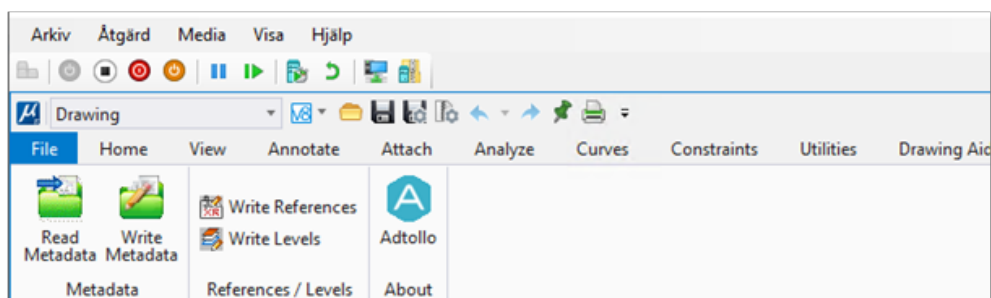 Arkiv Åtgärd Media Visa Hjälp
Drawing V8
File Home View Annotate Attach Analyze Curves Constraints Utilities Drawing Aid
Read Metadata Write Metadata Write References Write Levels Adtollo
Metadata References / Levels About